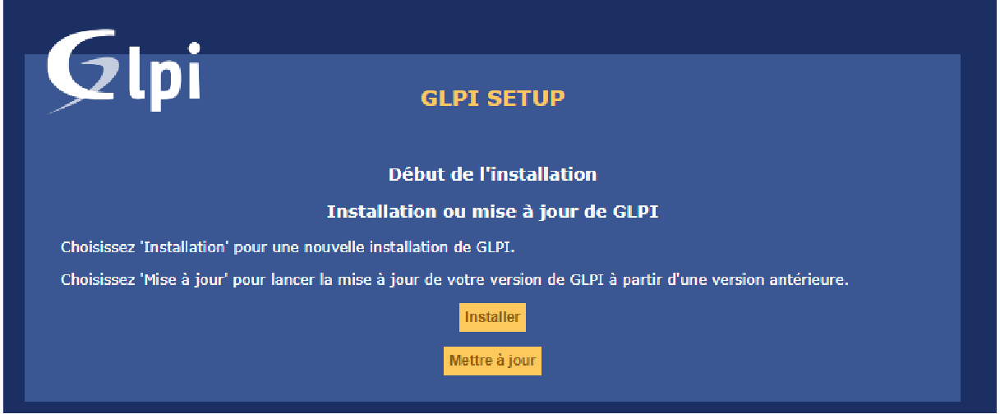 Glpi
GLPI SETUP
Début de l'installation
Installation ou mise à jour de GLPI
Choisissez 'Installation' pour une nouvelle installation de GLPI.
Choisissez 'Mise à jour' pour lancer la mise à jour de votre version de GLPI à partir d'une version antérieure.
Installer
Mettre à jour